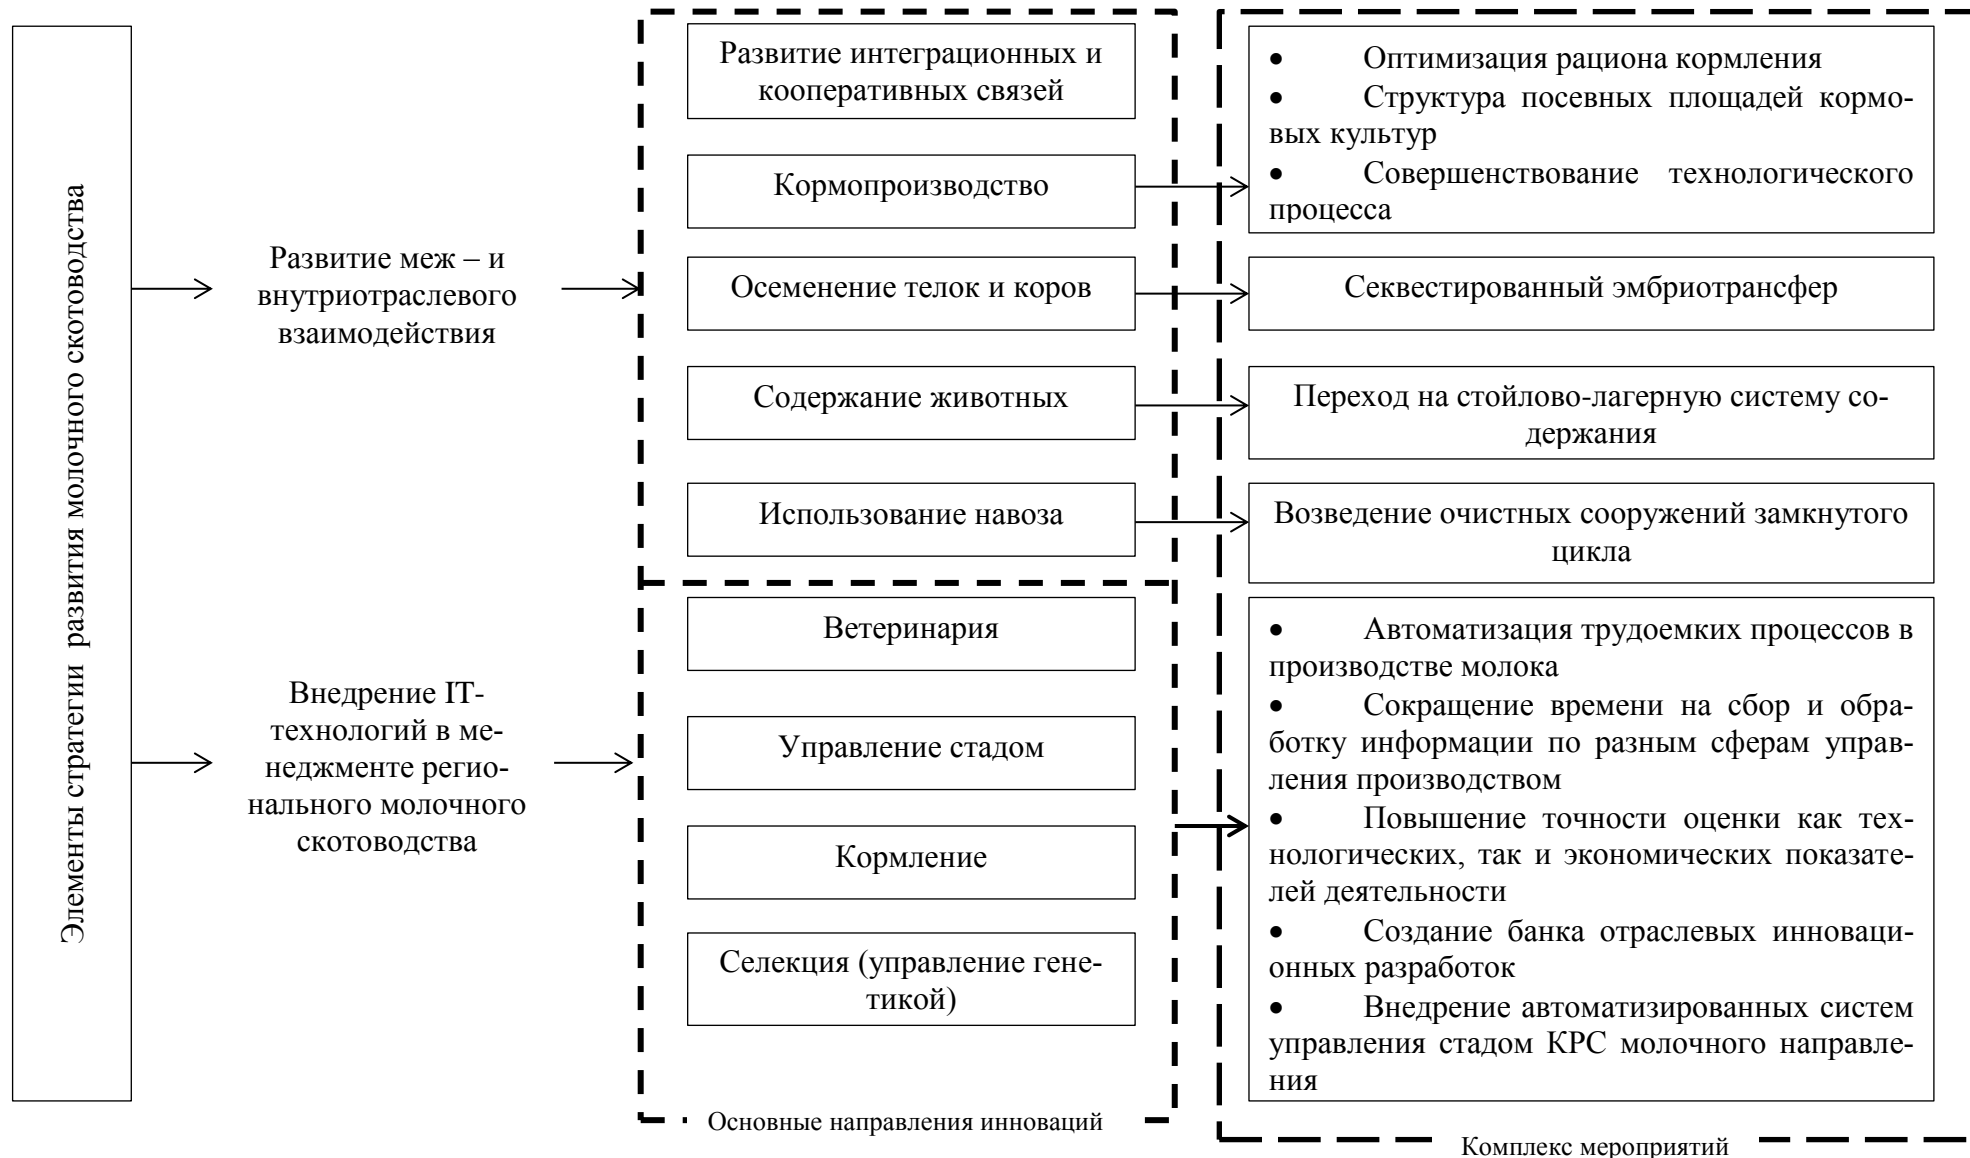 Элементы стратегии развития молочного скотоводства
Развитие меж – и
внутриотраслевого
взаимодействия
Внедрение IT-
технологий в ме-
неджменте регио-
нального молочного
скотоводства
Развитие интеграционных и
кооперативных связей
Кормопроизводство
Осеменение телок и коров
Содержание животных
Использование навоза
Ветеринария
Управление стадом
Кормление
Селекция (управление гене-
тикой)
Основные направления инноваций
• Оптимизация рациона кормления
• Структура посевных площадей кормо-
вых культур
• Совершенствование технологического
процесса
Секвестированный эмбриотрансфер
Переход на стойлово-лагерную систему со-
держания
Возведение очистных сооружений замкнутого
цикла
• Автоматизация трудоемких процессов в
производстве молока
• Сокращение времени на сбор и обра-
ботку информации по разным сферам управ-
ления производством
• Повышение точности оценки как тех-
нологических, так и экономических показате-
лей деятельности
• Создание банка отраслевых инноваци-
онных разработок
• Внедрение автоматизированных систем
управления стадом КРС молочного направле-
ния
Комплекс мероприятий